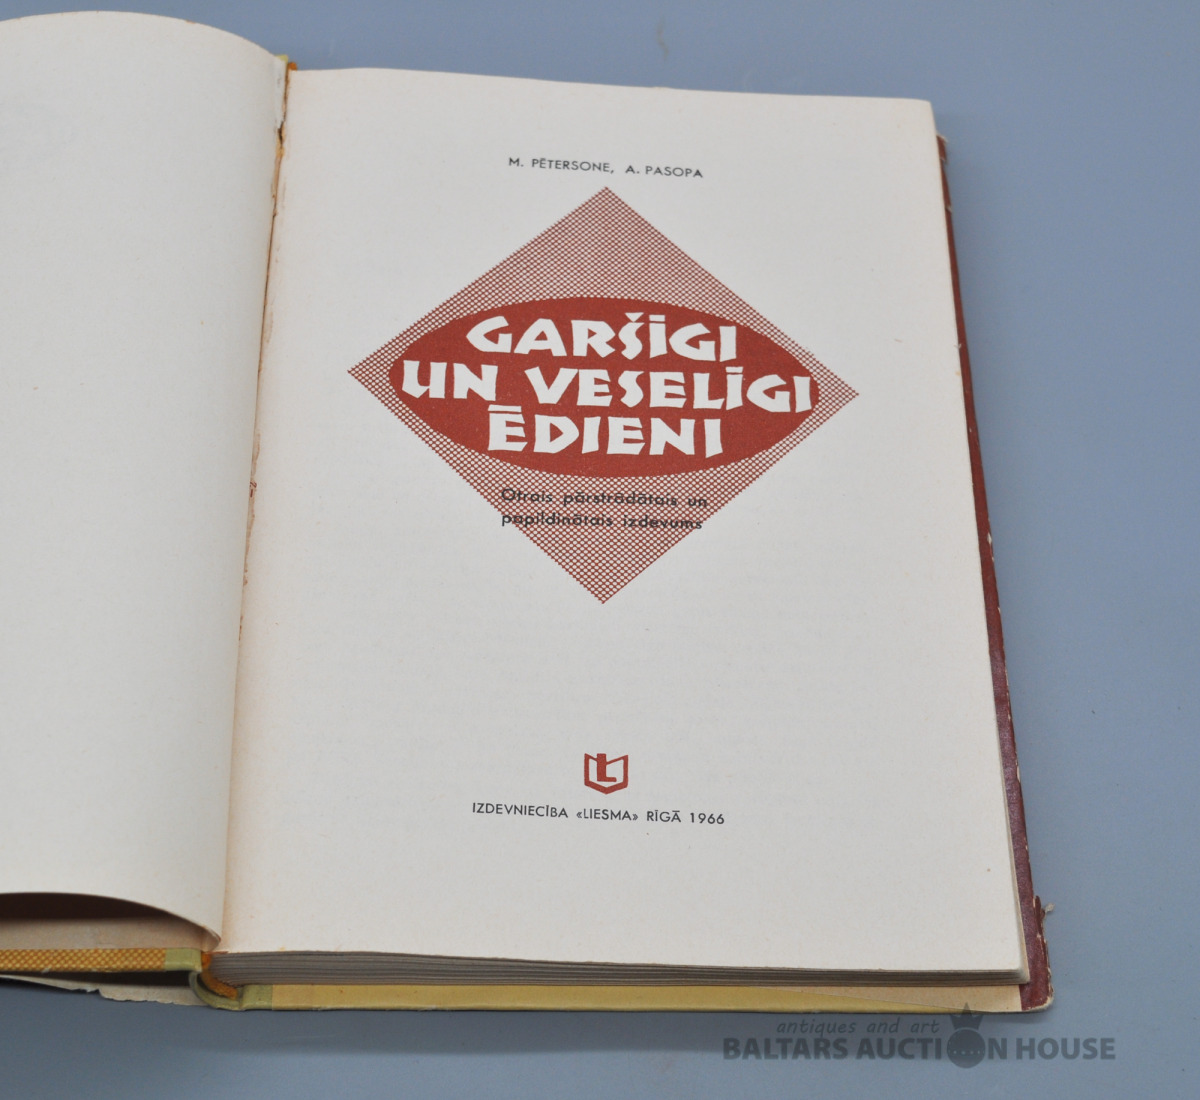 M. PĒTERSONE, A. PASOPA
GARŠĪGI
UN VESELĪGI
ĒDIENI
Otrais pārstrādātais un
papildinātais izdevums
L
IZDEVNIECĪBA «LIESMA» RĪGĀ 1966
antiques and art
BALTARS AUCTION HOUSE